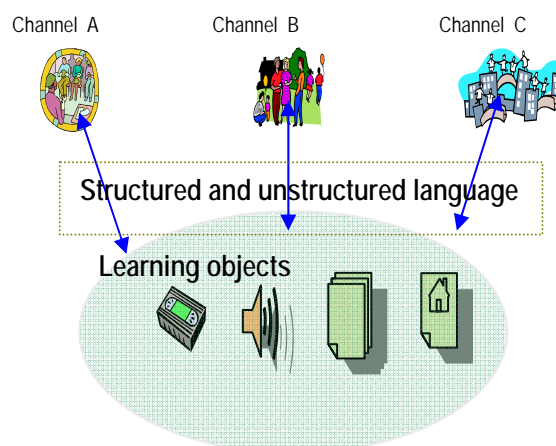 Channel A
Channel B
Channel C
Structured and unstructured language
Learning objects